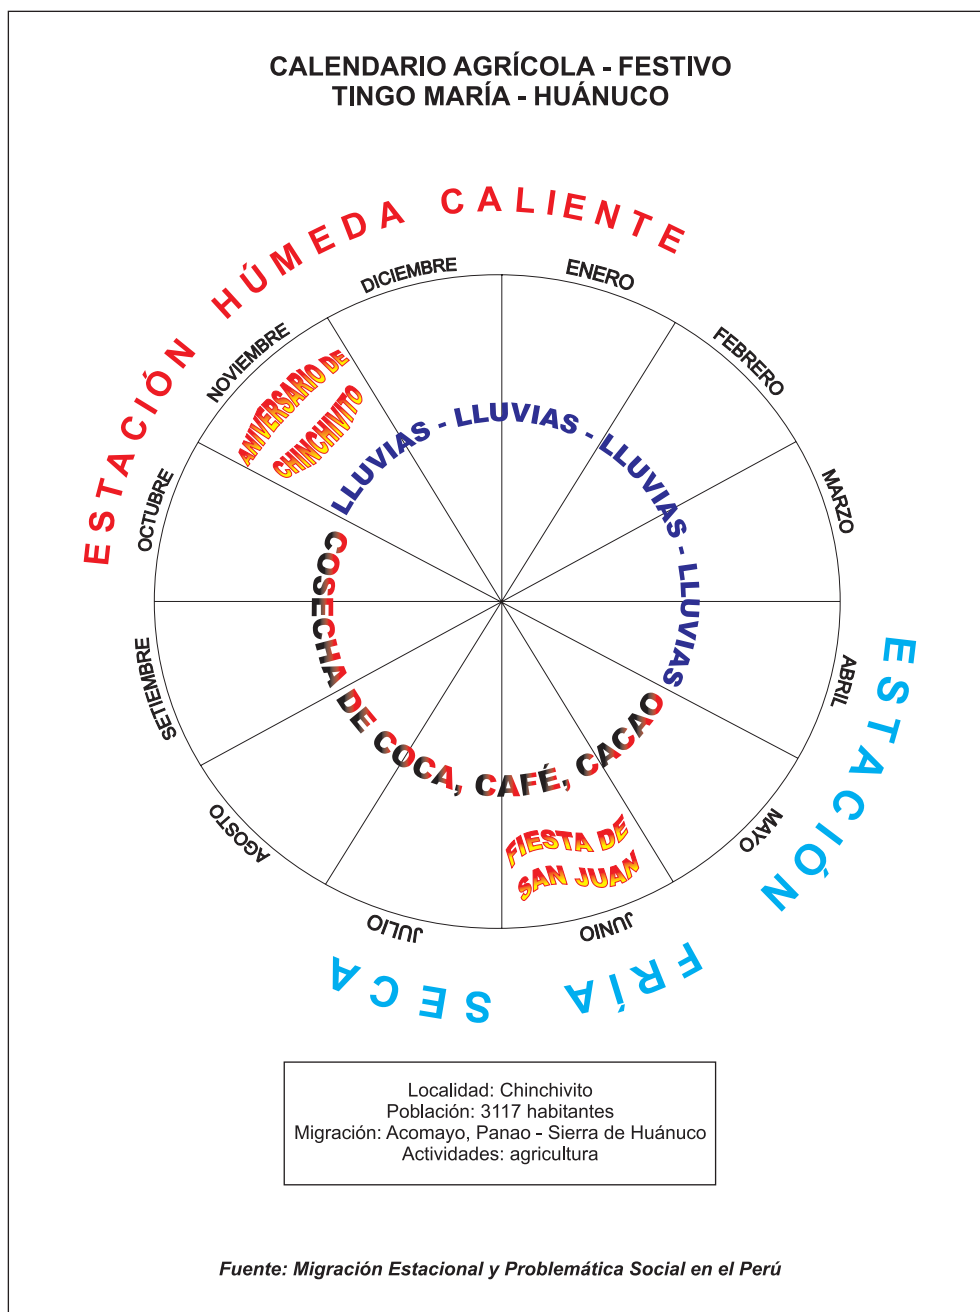 CALENDARIO AGRÍCOLA - FESTIVO
TINGO MARÍA - HUÁNUCO
ESTACIÓN HÚMEDA CALIENTE
ENERO
FEBRERO
MARZO
ABRIL
MAYO
JUNIO
JULIO
AGOSTO
SETIEMBRE
OCTUBRE
NOVIEMBRE
DICIEMBRE
ANIVERSARIO DE
CHINCHIVITO
LLUVIAS - LLUVIAS - LLUVIAS - LLUVIAS
COSECHA DE COCA, CAFÉ, CACAO
FIESTA DE
SAN JUAN
ESTACIÓN FRÍA SECA
Localidad: Chinchivito
Población: 3117 habitantes
Migración: Acomayo, Panao - Sierra de Huánuco
Actividades: agricultura
Fuente: Migración Estacional y Problemática Social en el Perú